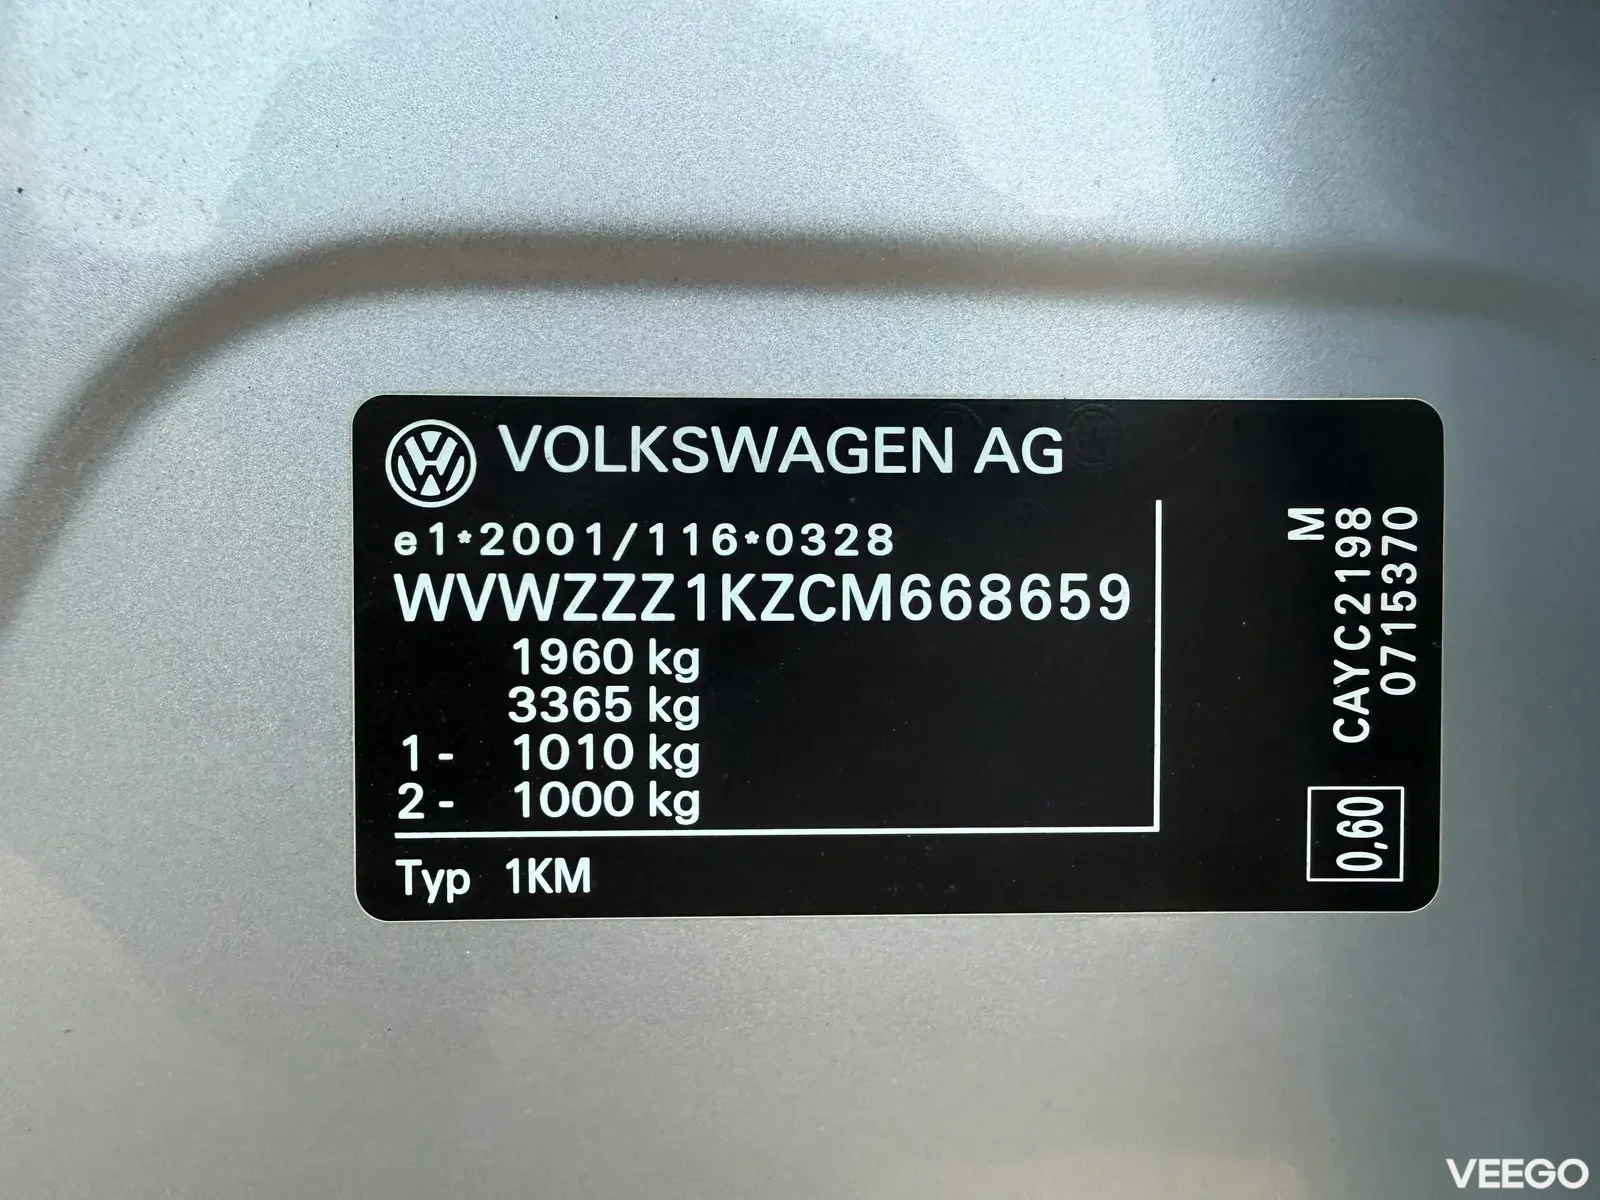 VOLKSWAGEN AG
e1*2001/116*0328
WVWZZZ1KZCM668659
1960 kg
3365 kg
1- 1010 kg
2- 1000 kg
Typ 1KM
M
CAYC2198
07155370
0,60
VEEGO